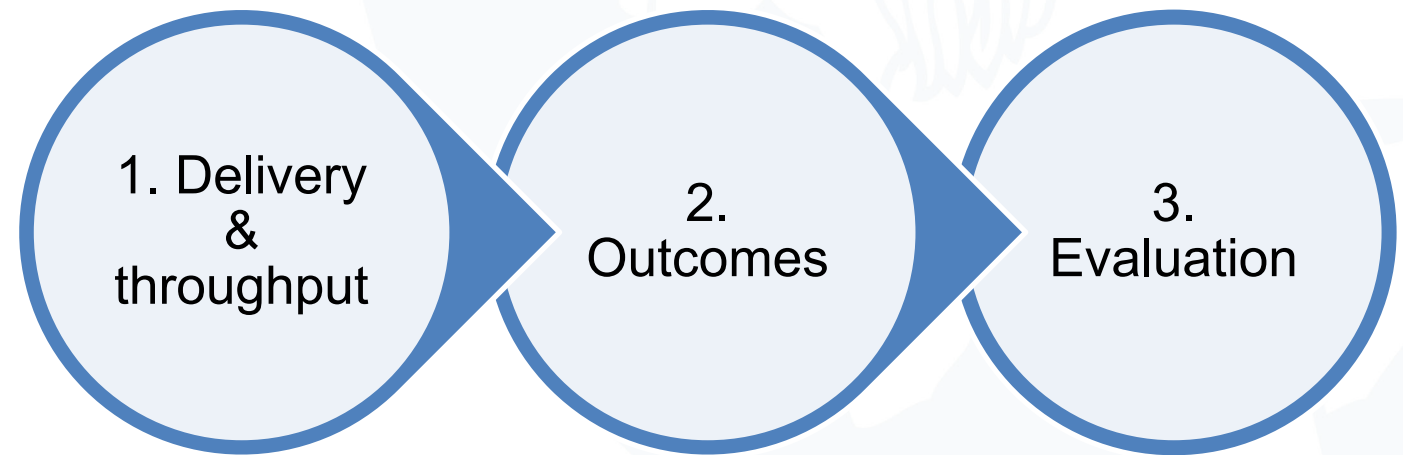 1. Delivery
&
throughput
2.
Outcomes
3.
Evaluation